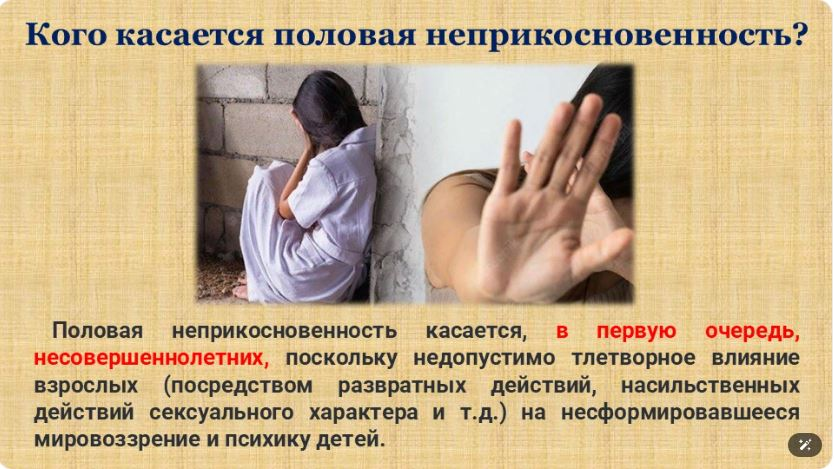 Кого касается половая неприкосновенность?
Половая неприкосновенность касается, в первую очередь,
несовершеннолетних, поскольку недопустимо тлетворное влияние
взрослых (посредством развратных действий, насильственных
действий сексуального характера и т.д.) на несформировавшееся
мировоззрение и психику детей.